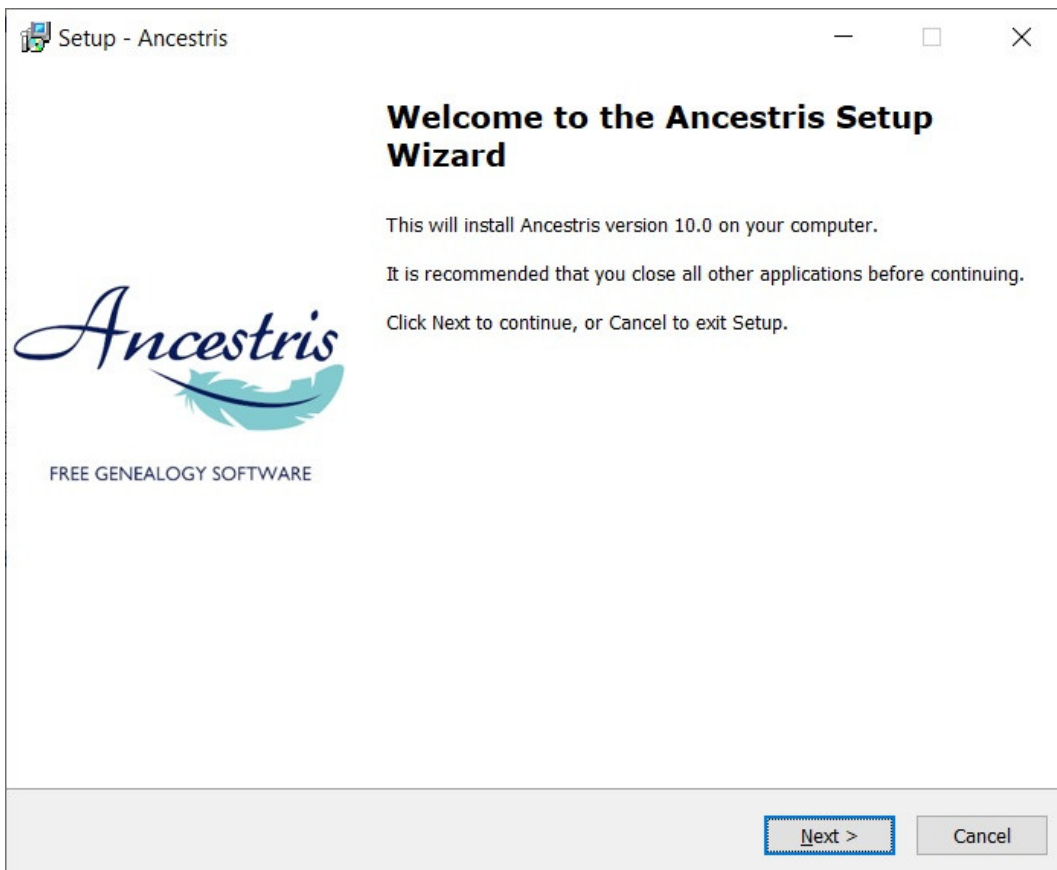 Setup - Ancestris
Welcome to the Ancestris Setup
Wizard
This will install Ancestris version 10.0 on your computer.
It is recommended that you close all other applications before continuing.
Click Next to continue, or Cancel to exit Setup.
Ancestris
FREE GENEALOGY SOFTWARE
Next >
Cancel